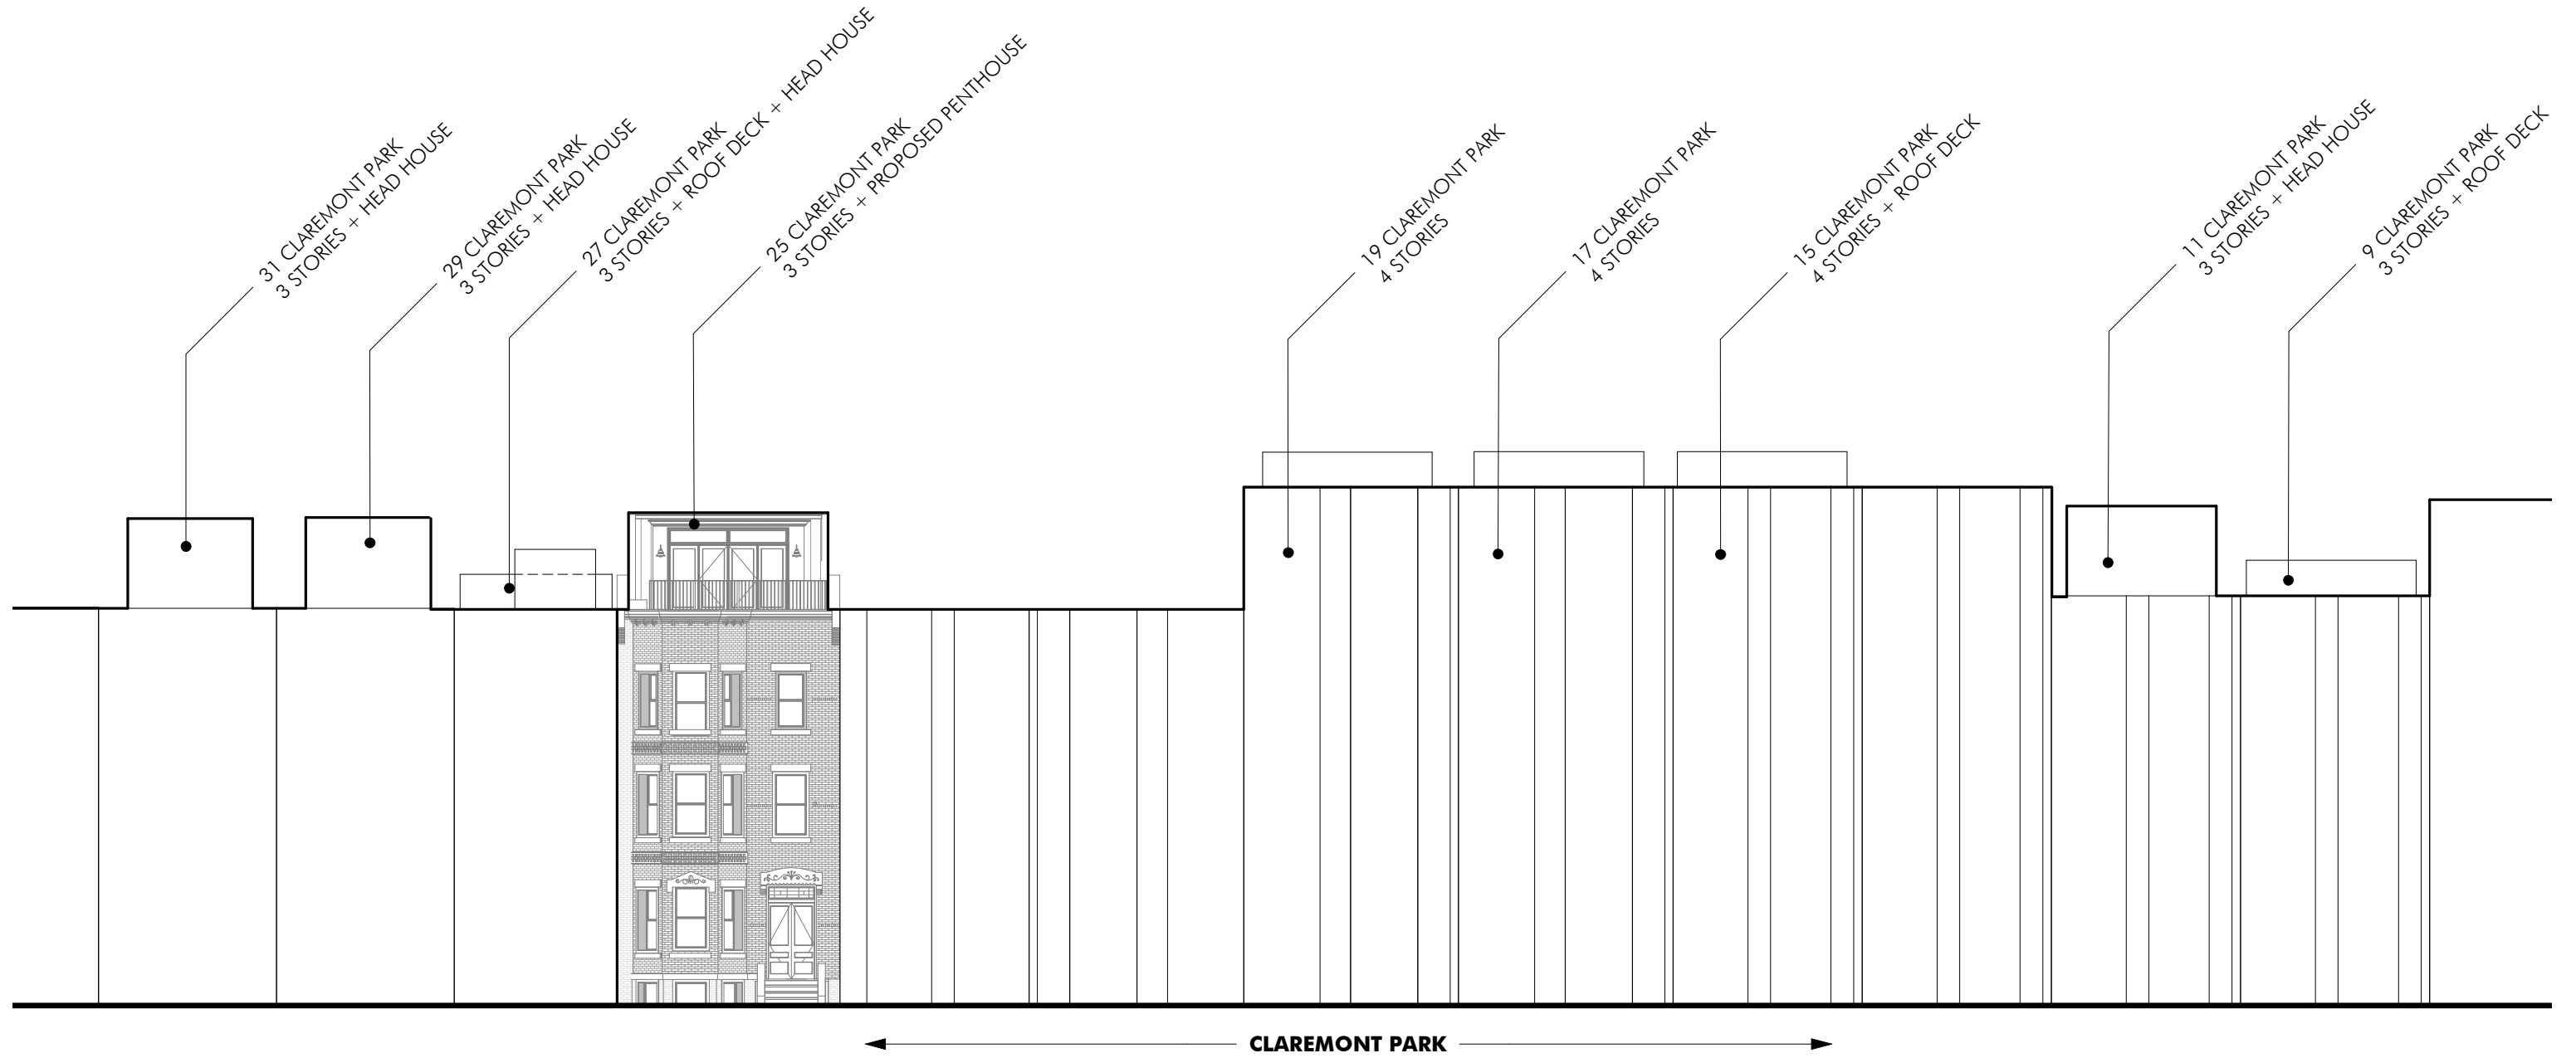 31 CLAREMONT PARK
3 STORIES + HEAD HOUSE
29 CLAREMONT PARK
3 STORIES + HEAD HOUSE
27 CLAREMONT PARK
3 STORIES + ROOF DECK + HEAD HOUSE
25 CLAREMONT PARK
3 STORIES + PROPOSED PENTHOUSE
19 CLAREMONT PARK
4 STORIES
17 CLAREMONT PARK
4 STORIES
15 CLAREMONT PARK
4 STORIES + ROOF DECK
11 CLAREMONT PARK
3 STORIES + HEAD HOUSE
9 CLAREMONT PARK
3 STORIES + ROOF DECK
CLAREMONT PARK